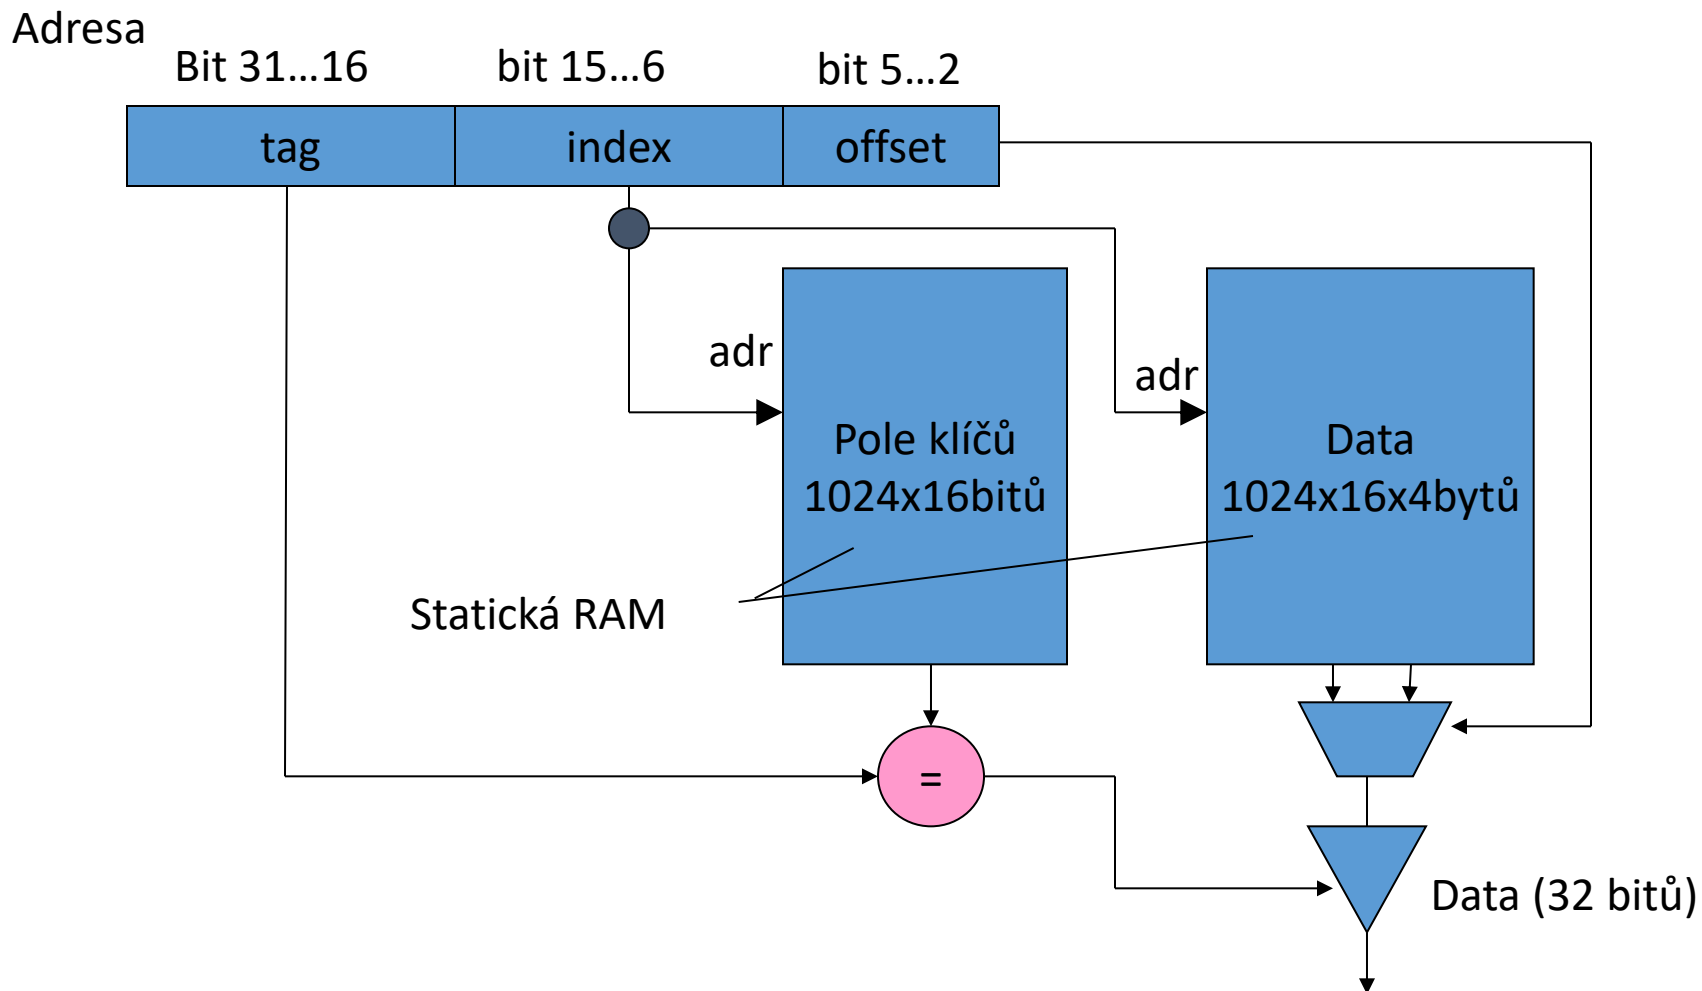 Adresa
Bit 31...16
bit 15...6
bit 5...2
tag
index
offset
adr
adr
Pole klíčů
1024x16bitů
Data
1024x16x4bytů
Statická RAM
=
Data (32 bitů)